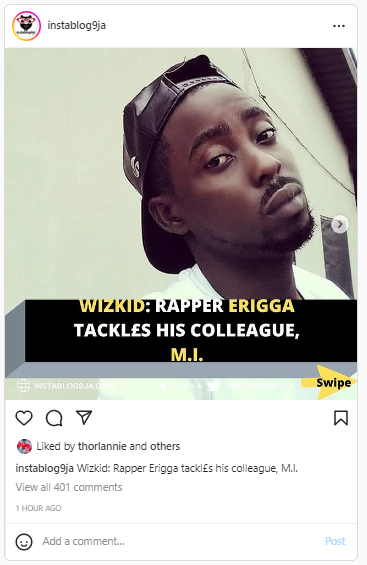 instablog9ja
WIZKID: RAPPER ERIGGA
TACKL£S HIS COLLEAGUE,
M.I.
INSTABLOG9JA.COM
Swipe
Liked by thorlannie and others
instablog9ja Wizkid: Rapper Erigga tackl£s his colleague, M.I.
View all 401 comments
1 HOUR AGO
Add a comment...
Post